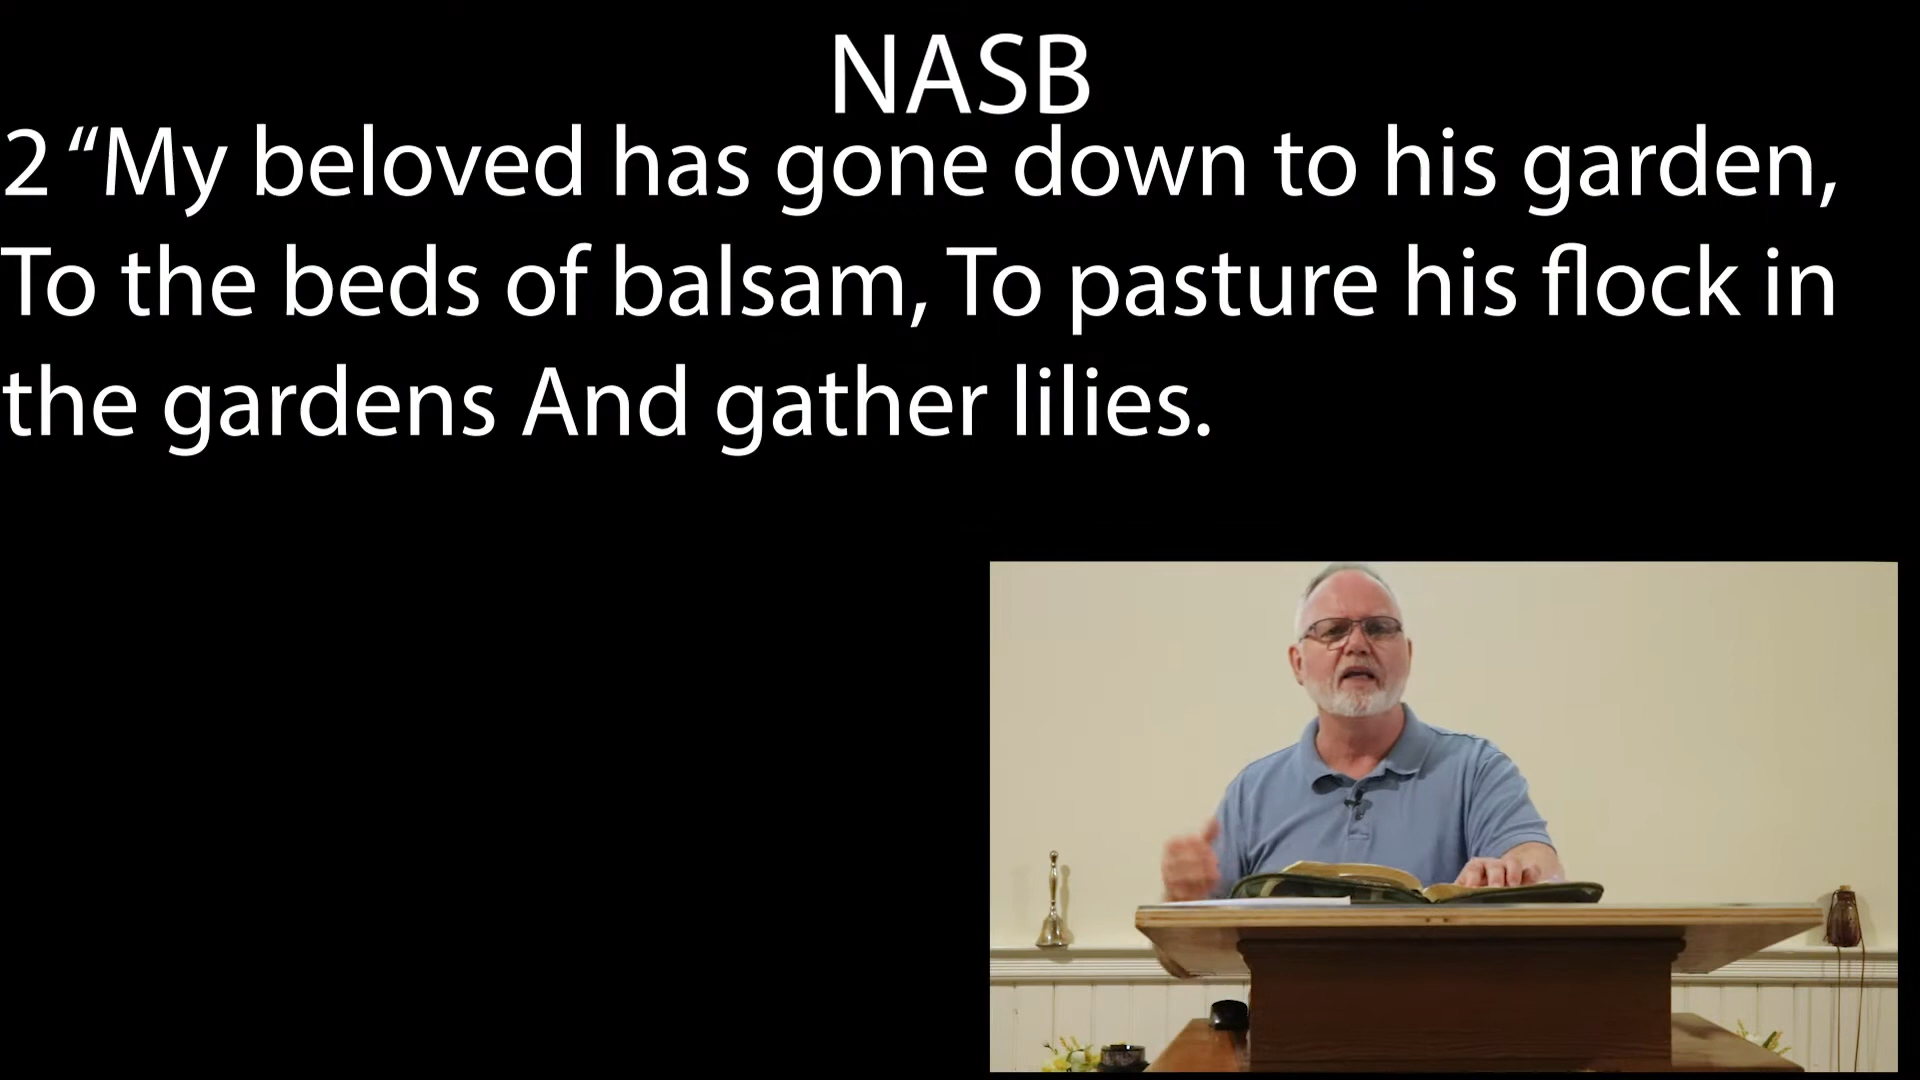 NASB
2 “My beloved has gone down to his garden,
To the beds of balsam, To pasture his flock in
the gardens And gather lilies.